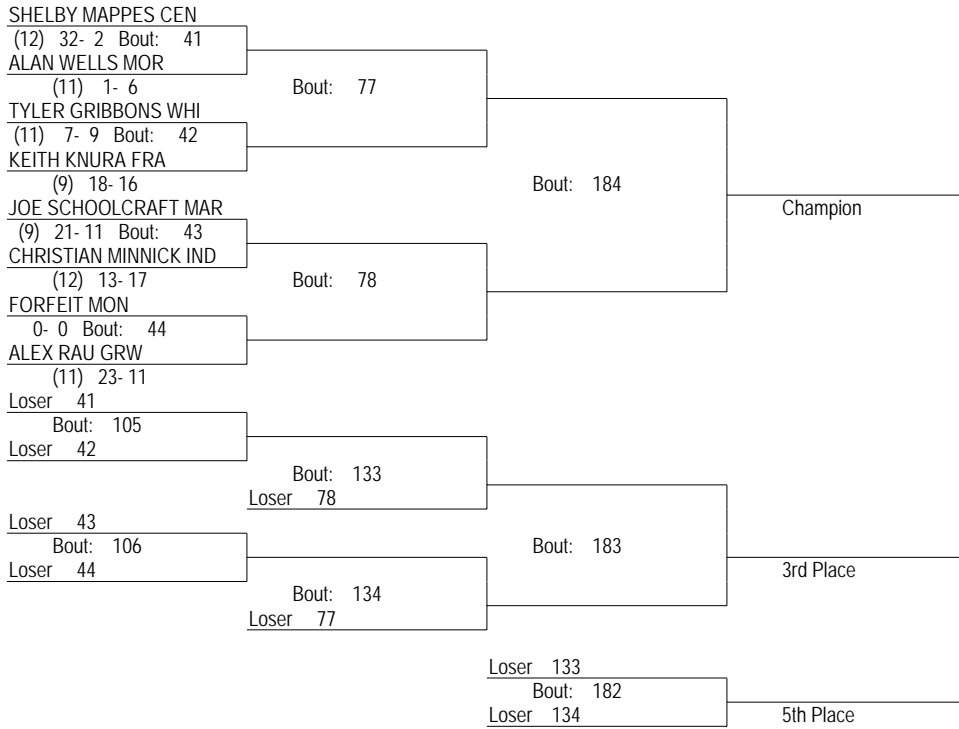 SHELBY MAPPES CEN
(12) 32- 2 Bout: 41
ALAN WELLS MOR
(11) 1- 6
Bout: 77
TYLER GRIBBONS WHI
(11) 7- 9 Bout: 42
KEITH KNURA FRA
(9) 18- 16
Bout: 184
JOE SCHOOLCRAFT MAR
Champion
(9) 21- 11 Bout: 43
CHRISTIAN MINNICK IND
(12) 13- 17
Bout: 78
FORFEIT MON
0- 0 Bout: 44
ALEX RAU GRW
(11) 23- 11
Loser 41
Bout: 105
Loser 42
Bout: 133
Loser 78
Loser 43
Bout: 106
Bout: 183
Loser 44
3rd Place
Bout: 134
Loser 77
Loser 133
Bout: 182
Loser 134
5th Place